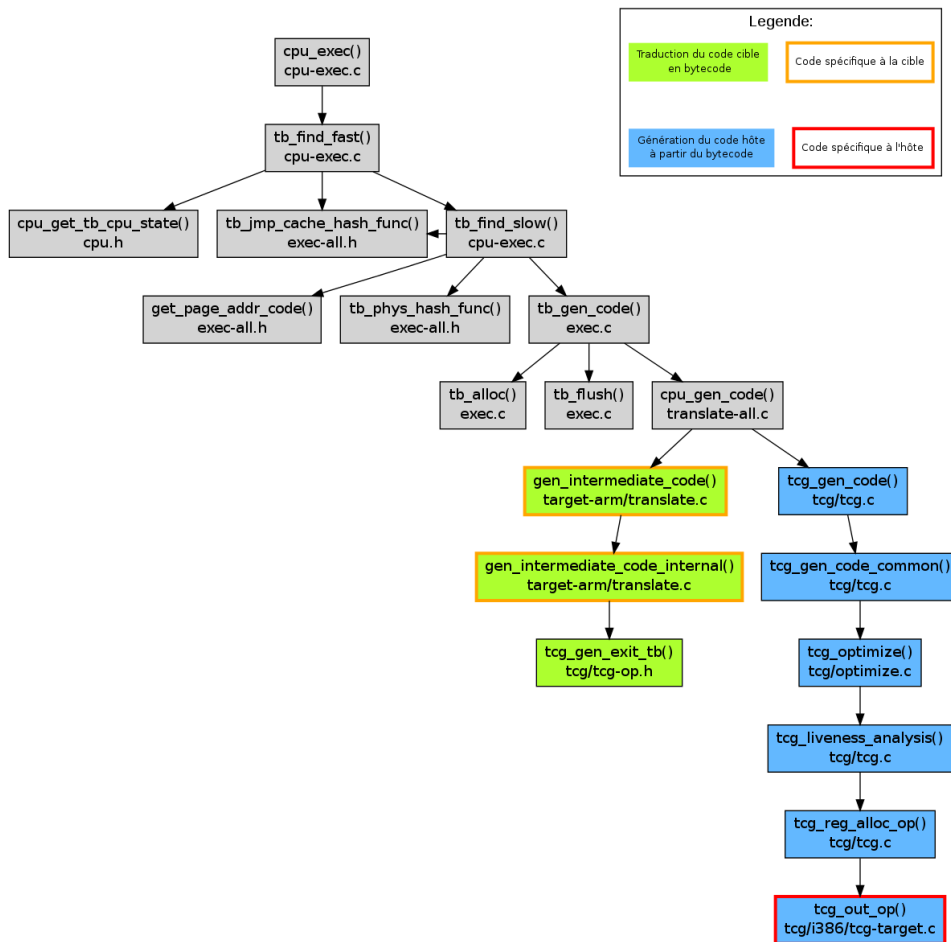 Legende:
Traduction du code cible
en bytecode
Code spécifique à la cible
Génération du code hôte
à partir du bytecode
Code spécifique à l'hôte
cpu_exec()
cpu-exec.c
tb_find_fast()
cpu-exec.c
cpu_get_tb_cpu_state()
cpu.h
tb_jmp_cache_hash_func()
exec-all.h
tb_find_slow()
cpu-exec.c
get_page_addr_code()
exec-all.h
tb_phys_hash_func()
exec-all.h
tb_gen_code()
exec.c
tb_alloc()
exec.c
tb_flush()
exec.c
cpu_gen_code()
translate-all.c
gen_intermediate_code()
target-arm/translate.c
tcg_gen_code()
tcg/tcg.c
gen_intermediate_code_internal()
target-arm/translate.c
tcg_gen_code_common()
tcg/tcg.c
tcg_gen_exit_tb()
tcg/tcg-op.h
tcg_optimize()
tcg/optimize.c
tcg_liveness_analysis()
tcg/tcg.c
tcg_reg_alloc_op()
tcg/tcg.c
tcg_out_op()
tcg/i386/tcg-target.c